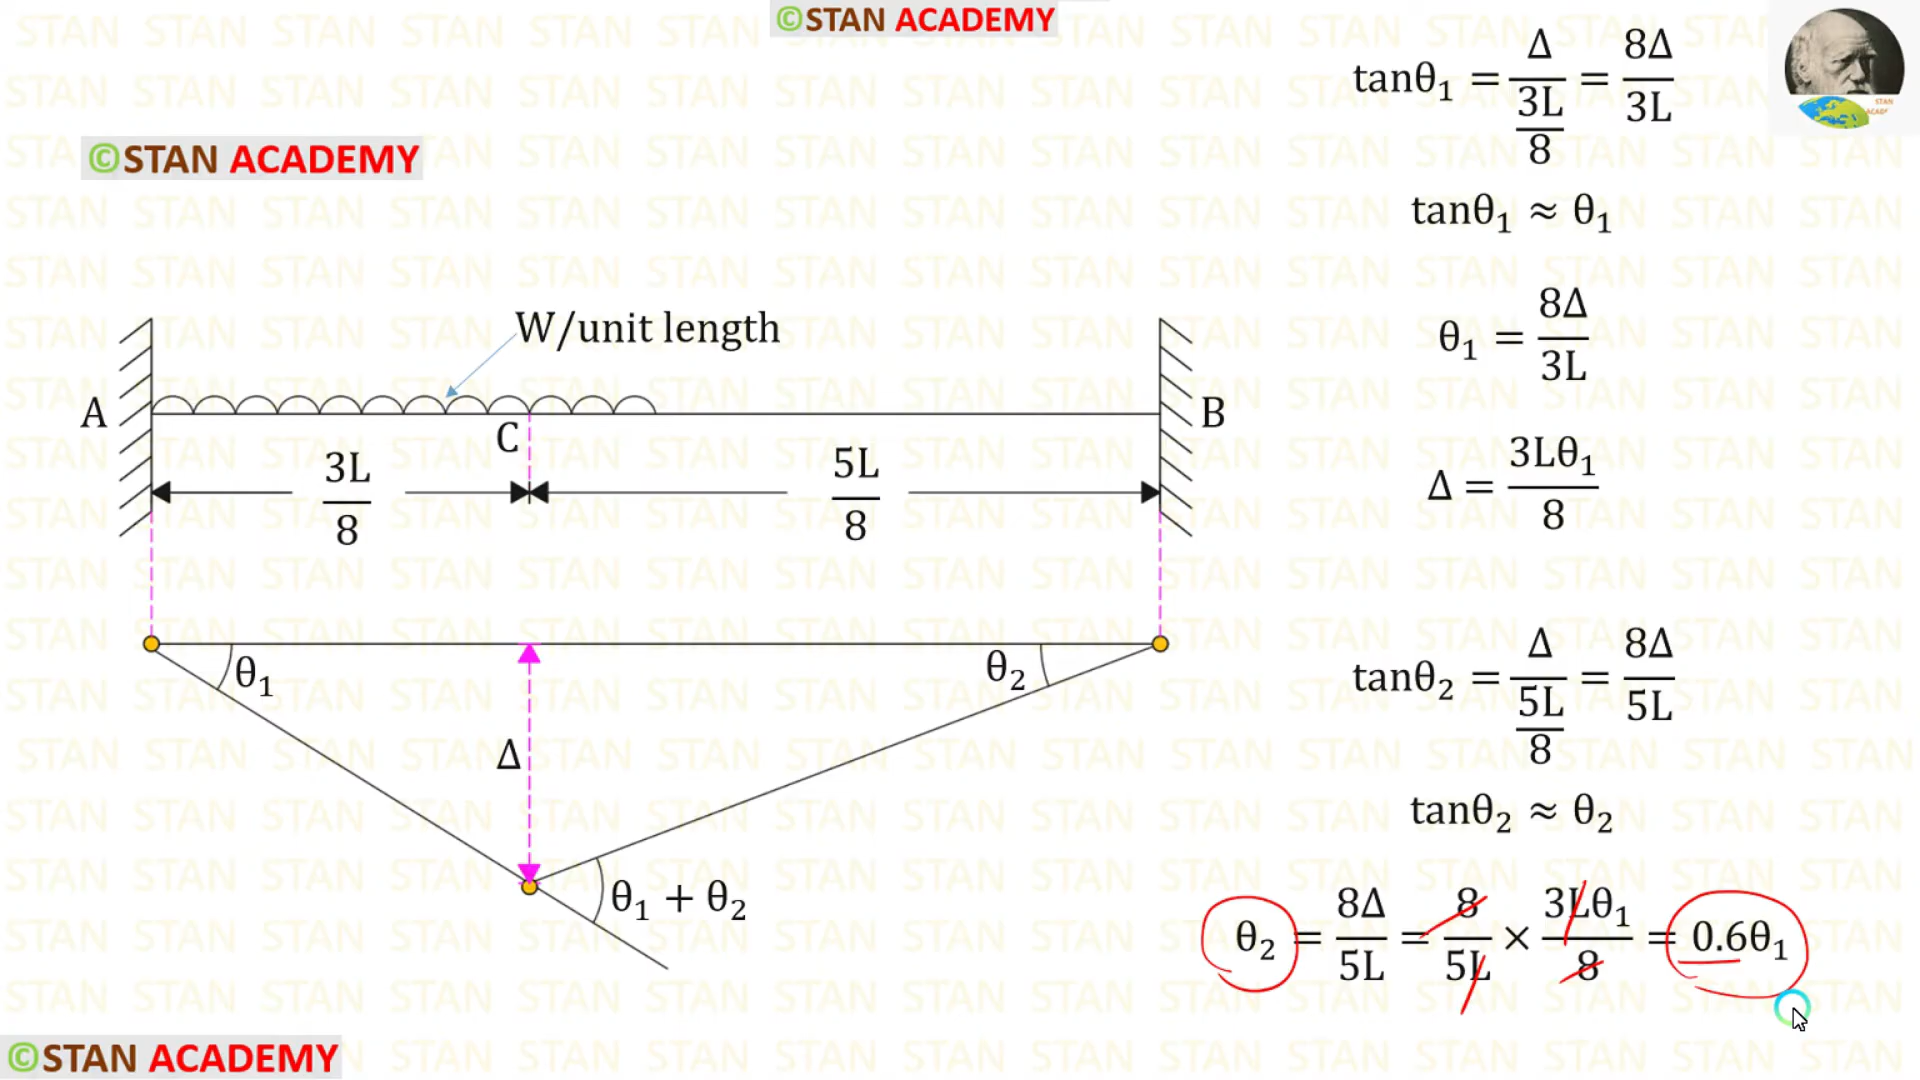 ©STAN ACADEMY
©STAN ACADEMY
W/unit length
A
B
C
3L/8
5L/8
θ₁
θ₂
Δ
θ₁ + θ₂
tanθ₁ = Δ/(3L/8) = 8Δ/3L
tanθ₁ ≈ θ₁
θ₁ = 8Δ/3L
Δ = 3Lθ₁/8
tanθ₂ = Δ/(5L/8) = 8Δ/5L
tanθ₂ ≈ θ₂
θ₂ = 8Δ/5L = 8/5L × 3Lθ₁/8 = 0.6θ₁
©STAN ACADEMY
STAN